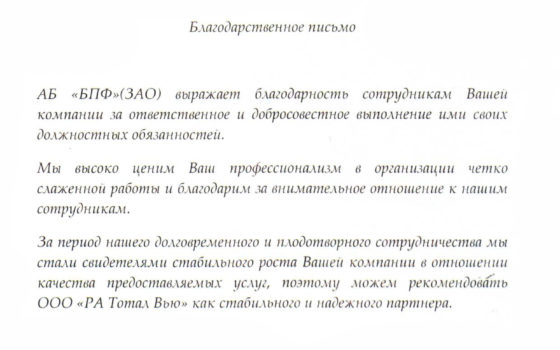 Благодарственное письмо
АБ «БПФ»(ЗАО) выражает благодарность сотрудникам Вашей
компании за ответственное и добросовестное выполнение ими своих
должностных обязанностей.
Мы высоко ценим Ваш профессионализм в организации четко
слаженной работы и благодарим за внимательное отношение к нашим
сотрудникам.
За период нашего долговременного и плодотворного сотрудничества мы
стали свидетелями стабильного роста Вашей компании в отношении
качества предоставляемых услуг, поэтому можем рекомендовать
ООО «РА Тотал Вью» как стабильного и надежного партнера.